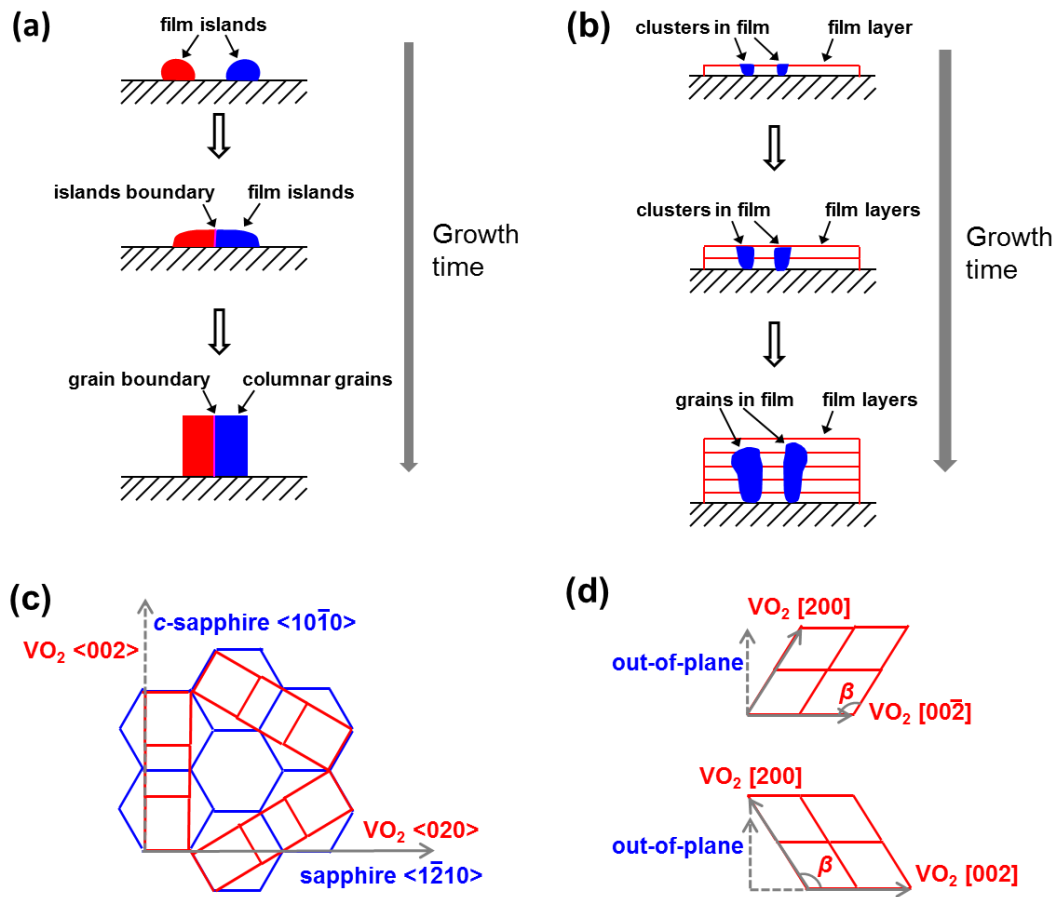 (a)
film islands
islands boundary
film islands
grain boundary
columnar grains
Growth
time
(b)
clusters in film
film layer
clusters in film
film layers
grains in film
film layers
Growth
time
(c)
c-sapphire <101̄0>
VO₂ <002>
VO₂ <020>
sapphire <12̄10>
(d)
VO₂ [200]
out-of-plane
β
VO₂ [002̄]
VO₂ [200]
out-of-plane
β
VO₂ [002]